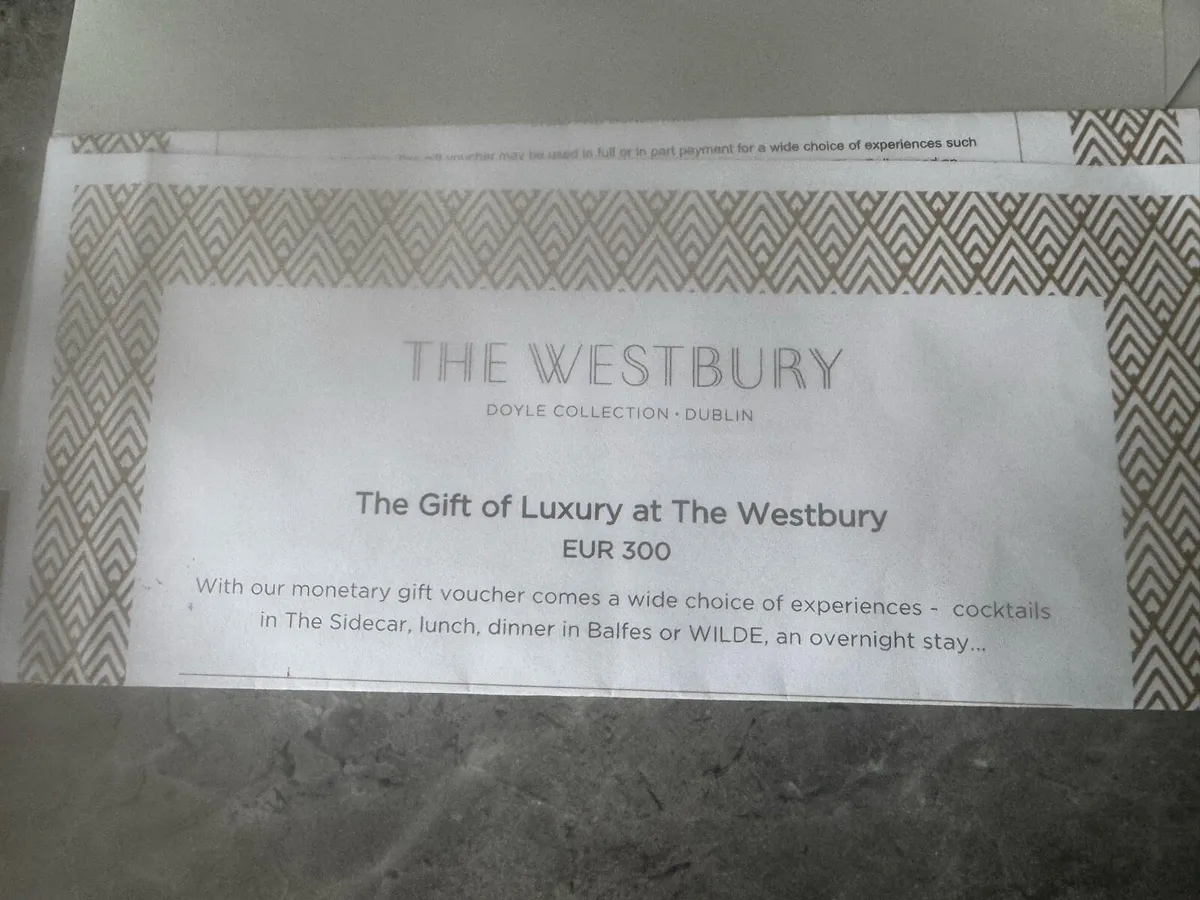 voucher may be used in full or in part payment for a wide choice of experiences such
THE WESTBURY
DOYLE COLLECTION · DUBLIN
The Gift of Luxury at The Westbury
EUR 300
With our monetary gift voucher comes a wide choice of experiences - cocktails
in The Sidecar, lunch, dinner in Balfes or WILDE, an overnight stay...